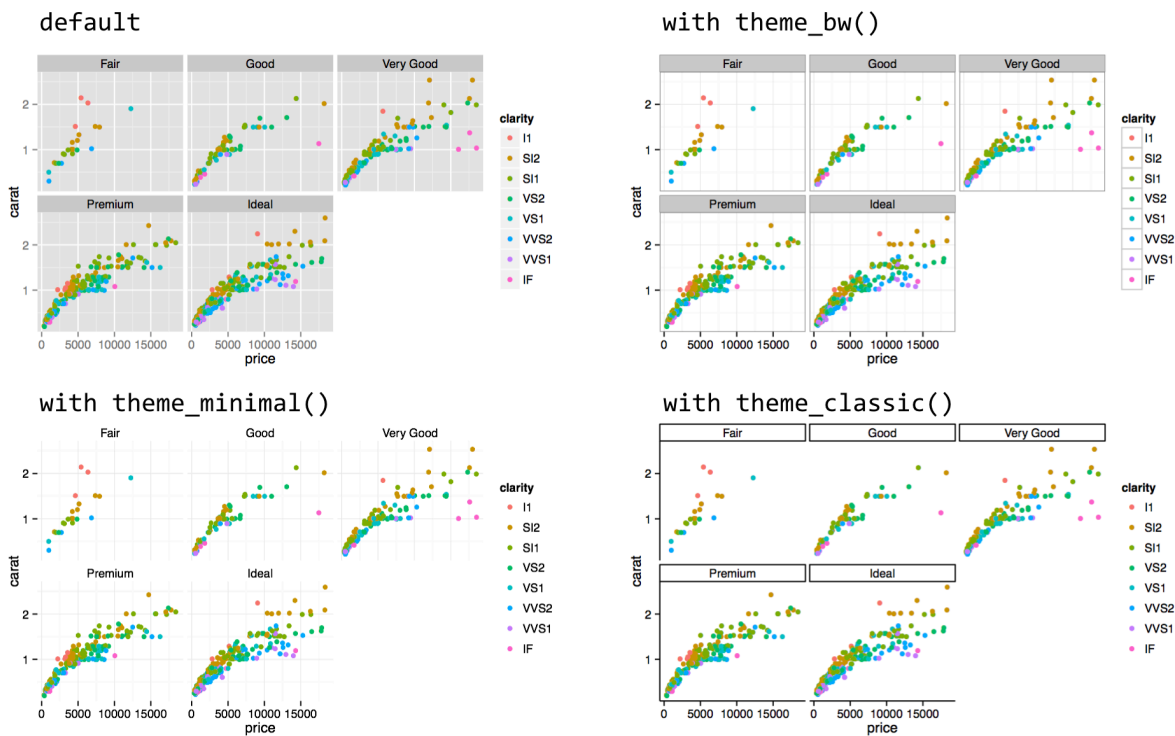 default
Fair Good Very Good
2
1
Premium Ideal
2
1
0 5000 10000 15000 0 5000 10000 15000
price
carat
clarity
I1
SI2
SI1
VS2
VS1
VVS2
VVS1
IF
with theme_bw()
Fair Good Very Good
2
1
Premium Ideal
2
1
0 5000 10000 15000 0 5000 10000 15000
price
carat
clarity
I1
SI2
SI1
VS2
VS1
VVS2
VVS1
IF
with theme_minimal()
Fair Good Very Good
2
1
Premium Ideal
2
1
0 5000 10000 15000 0 5000 10000 15000
price
carat
clarity
I1
SI2
SI1
VS2
VS1
VVS2
VVS1
IF
with theme_classic()
Fair Good Very Good
2
1
Premium Ideal
2
1
0 5000 10000 15000 0 5000 10000 15000
price
carat
clarity
I1
SI2
SI1
VS2
VS1
VVS2
VVS1
IF